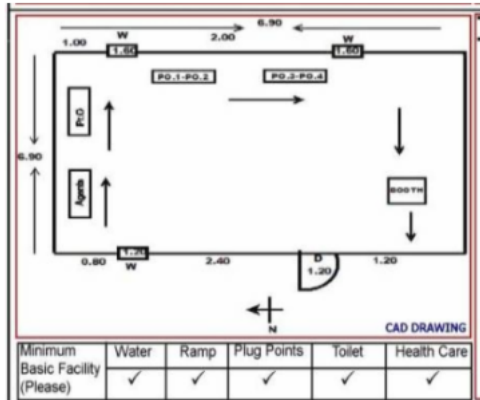 6.90
1.00 W 2.00 W
1.60 1.60
PO.1-PO.2 PO.3-PO.4
6.90
Agents
BOOTH
1.20
0.80 2.40 D 1.20
W 1.20
N
CAD DRAWING
Minimum Basic Facility (Please) Water Ramp Plug Points Toilet Health Care
✓ ✓ ✓ ✓ ✓